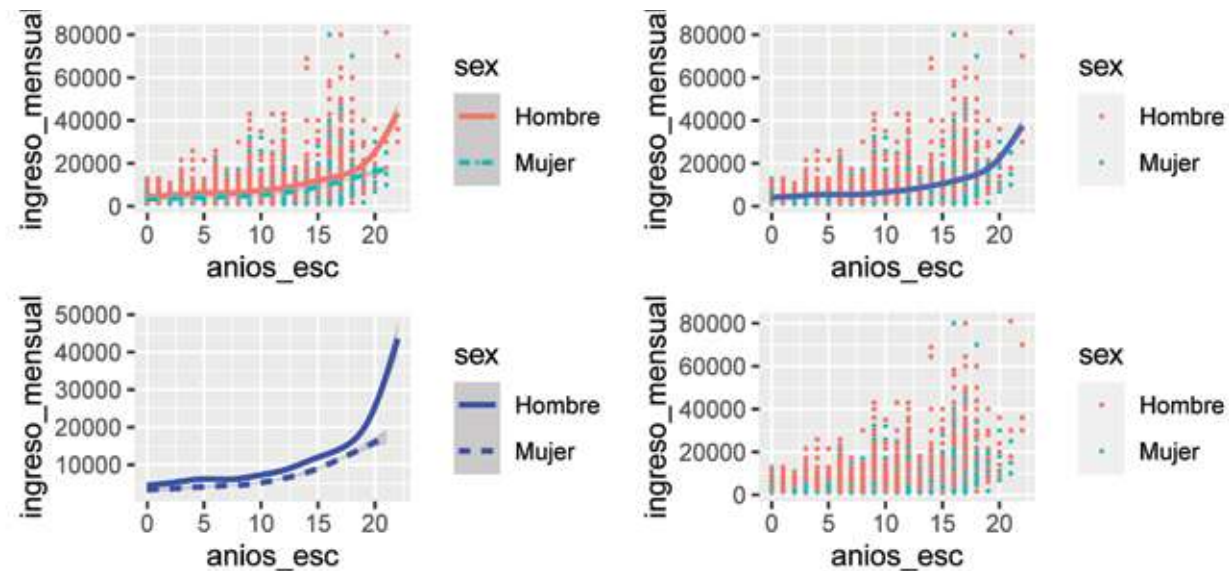 ingreso_mensual
80000
60000
40000
20000
0
0 5 10 15 20
anios_esc
sex
Hombre
Mujer
ingreso_mensual
80000
60000
40000
20000
0
0 5 10 15 20
anios_esc
sex
Hombre
Mujer
ingreso_mensual
50000
40000
30000
20000
10000
0 5 10 15 20
anios_esc
sex
Hombre
Mujer
ingreso_mensual
80000
60000
40000
20000
0
0 5 10 15 20
anios_esc
sex
Hombre
Mujer